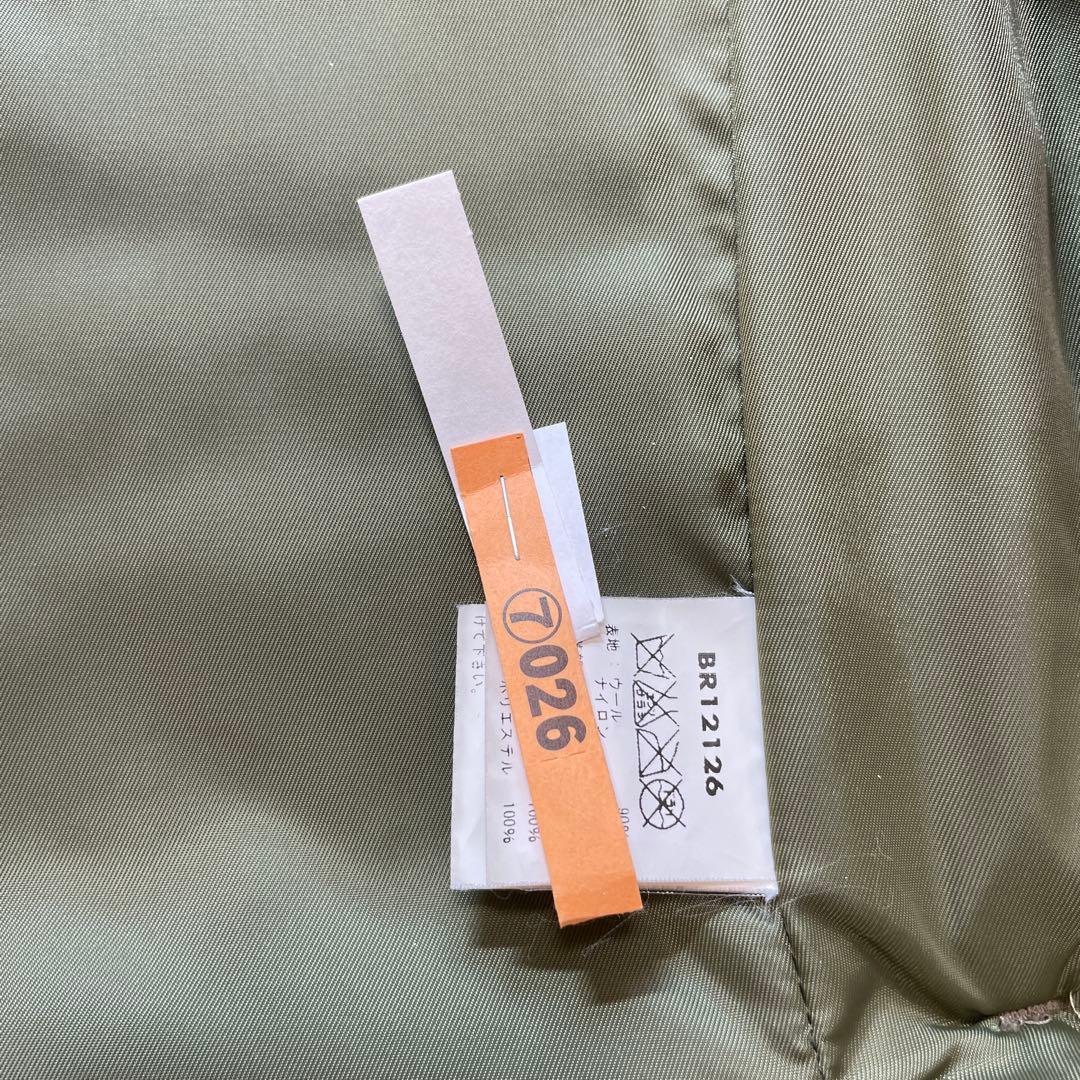 BR12126
表地：ウール 90%
ナイロン
100%
ポリエステル 100%
けて下さい。
⑦026